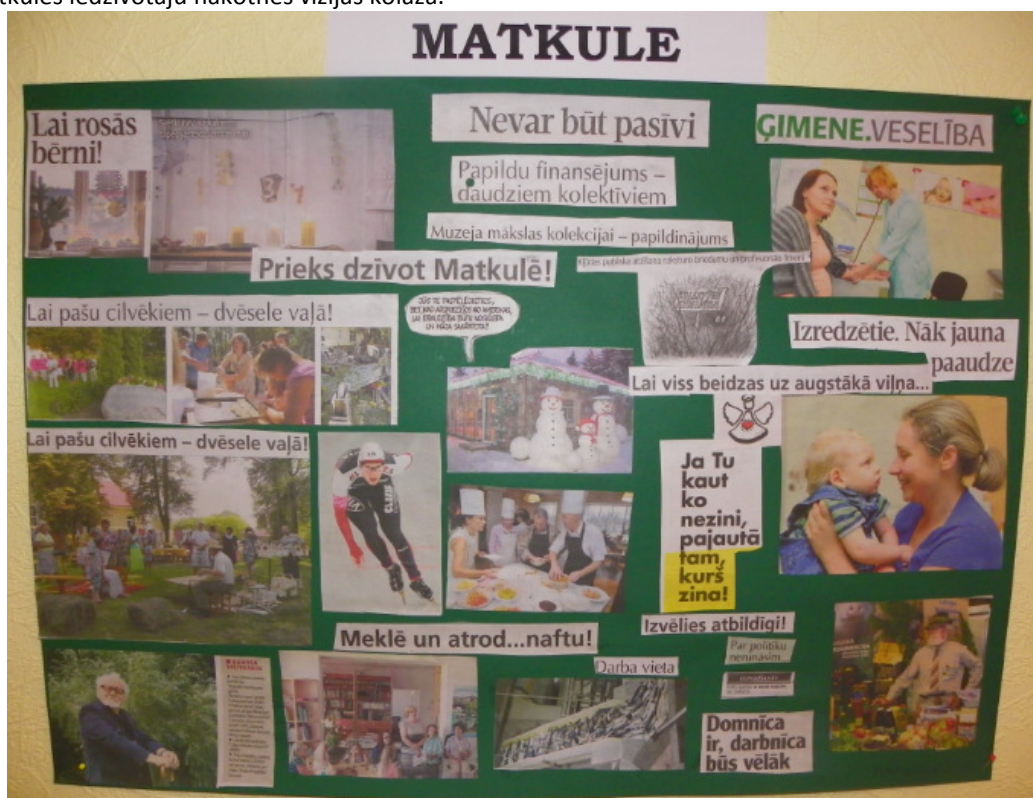 tkules iedzīvotāju nākotnes vīzijas kolāža.
MATKULE
Lai rosās
bērni!
Nevar būt pasīvi
ĢIMENE.VESELĪBA
Papildu finansējums –
daudziem kolektīviem
Muzeja mākslas kolekcijai – papildinājums
Prieks dzīvot Matkulē!
Lai pašu cilvēkiem – dvēsele vaļā!
Izredzētie. Nāk jauna
paaudze
Lai viss beidzas uz augstākā viļņa...
Lai pašu cilvēkiem – dvēsele vaļā!
Ja Tu
kaut
ko
nezini,
pajautā
tam,
kurš
zina!
Izvēlies atbildīgi!
Meklē un atrod...naftu!
Par politiku
nerunāsim
Darba vieta
Domnīca
ir, darbnīca
būs vēlāk